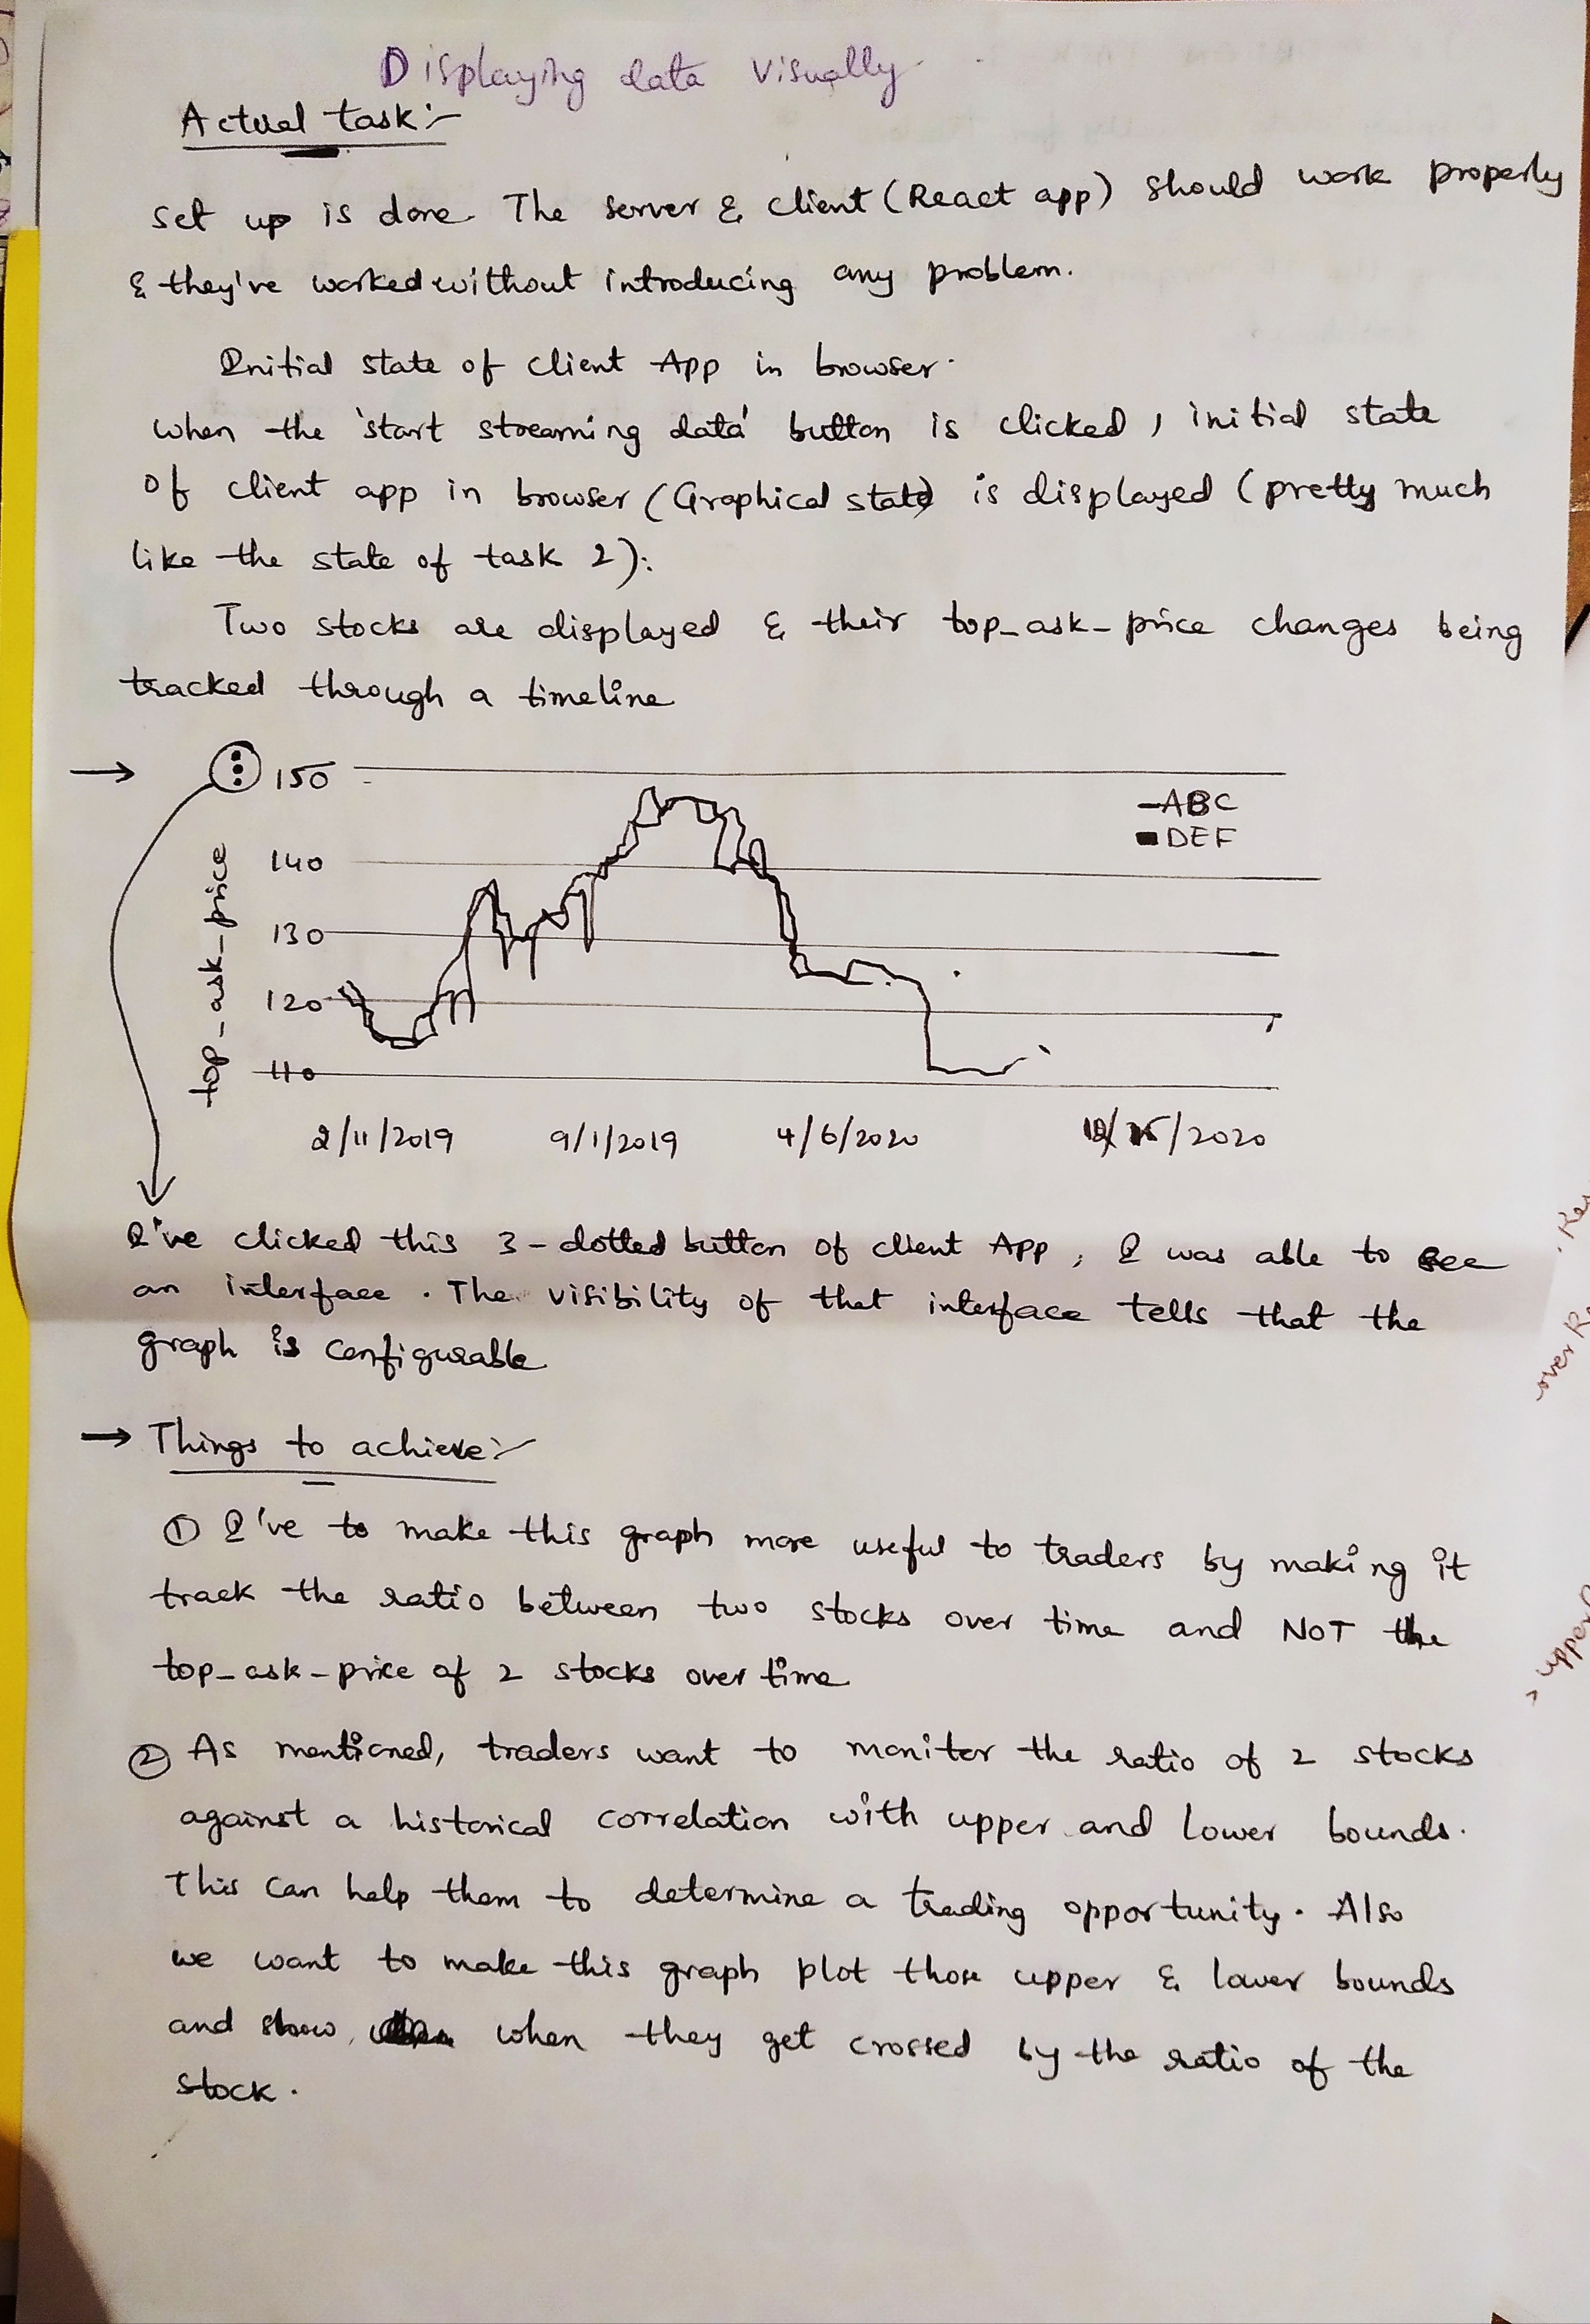 Displaying data visually.
Actual task:-
set up is done. The server & client (React app) should work properly
& they've worked without introducing any problem.
Initial state of client App in browser.
when the 'start streaming data' button is clicked, initial state
of client app in browser (Graphical state) is displayed (pretty much
like the state of task 2):
Two stocks are displayed & their top_ask_price changes being
tracked through a timeline
→ 150
ABC
DEF
140
130
120
110
top_ask_price
2/11/2019 9/1/2019 4/6/2020 /2020
I've clicked this 3-dotted button of client App, I was able to see
an interface. The visibility of that interface tells that the
graph is configurable
→ Things to achieve:-
① I've to make this graph more useful to traders by making it
track the ratio between two stocks over time and NOT the
top_ask_price of 2 stocks over time
② As mentioned, traders want to moniter the ratio of 2 stocks
against a historical correlation with upper and lower bounds.
This can help them to determine a trading opportunity. Also
we want to make this graph plot those upper & lower bounds
and show, when they get crossed by the ratio of the
stock.
Re
over Re
upper